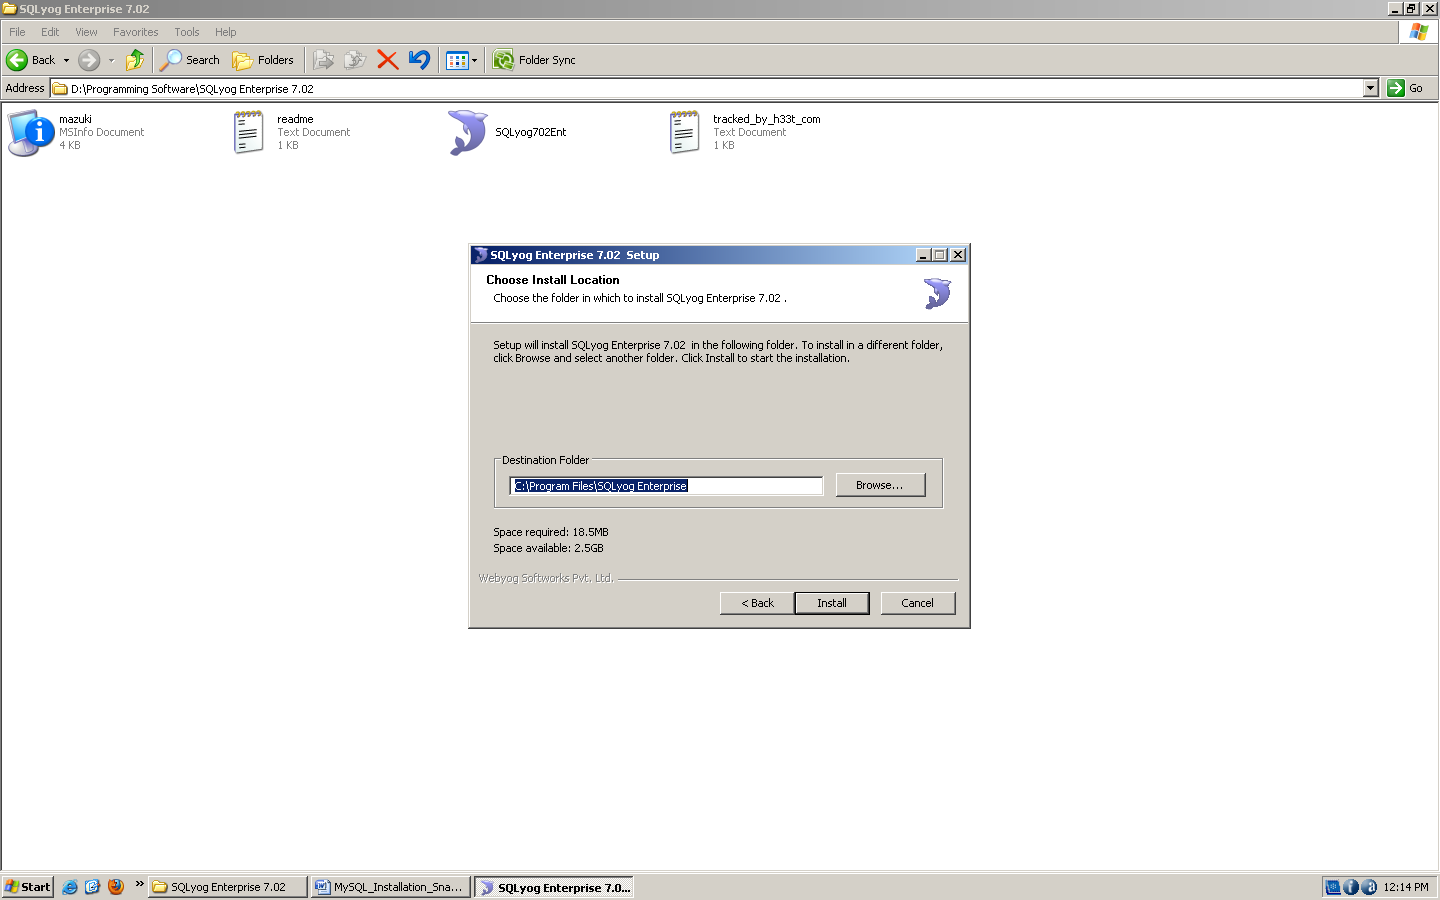 SQLyog Enterprise 7.02
File Edit View Favorites Tools Help
Back Search Folders Folder Sync
Address D:\Programming Software\SQLyog Enterprise 7.02 Go
mazuki
MSInfo Document
4 KB
readme
Text Document
1 KB
SQLyog702Ent
tracked_by_h33t_com
Text Document
1 KB
SQLyog Enterprise 7.02 Setup
Choose Install Location
Choose the folder in which to install SQLyog Enterprise 7.02 .
Setup will install SQLyog Enterprise 7.02 in the following folder. To install in a different folder,
click Browse and select another folder. Click Install to start the installation.
Destination Folder
C:\Program Files\SQLyog Enterprise Browse...
Space required: 18.5MB
Space available: 2.5GB
Webyog Softworks Pvt. Ltd.
< Back Install Cancel
Start » SQLyog Enterprise 7.02 MySQL_Installation_Sna... SQLyog Enterprise 7.0... 12:14 PM